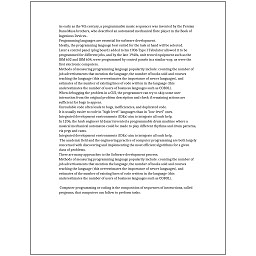 as early as the 9th century, a programmable music sequencer was invented by the Persian
Banu Musa brothers, who described an automated mechanical flute player in the Book of
Ingenious Devices.
Programming languages are essential for software development.
Ideally, the programming language best suited for the task at hand will be selected.
Later a control panel (plug board) added to his 1906 Type I Tabulator allowed it to be
programmed for different jobs, and by the late 1940s, unit record equipment such as the
IBM 602 and IBM 604, were programmed by control panels in a similar way, as were the
first electronic computers.
Methods of measuring programming language popularity include: counting the number of
job advertisements that mention the language, the number of books sold and courses
teaching the language (this overestimates the importance of newer languages), and
estimates of the number of existing lines of code written in the language (this
underestimates the number of users of business languages such as COBOL).
When debugging the problem in a GUI, the programmer can try to skip some user
interaction from the original problem description and check if remaining actions are
sufficient for bugs to appear.
Unreadable code often leads to bugs, inefficiencies, and duplicated code.
It is usually easier to code in "high-level" languages than in "low-level" ones.
Integrated development environments (IDEs) aim to integrate all such help.
In 1206, the Arab engineer Al-Jazari invented a programmable drum machine where a
musical mechanical automaton could be made to play different rhythms and drum patterns,
via pegs and cams.
Integrated development environments (IDEs) aim to integrate all such help.
The academic field and the engineering practice of computer programming are both largely
concerned with discovering and implementing the most efficient algorithms for a given
class of problems.
There are many approaches to the Software development process.
Methods of measuring programming language popularity include: counting the number of
job advertisements that mention the language, the number of books sold and courses
teaching the language (this overestimates the importance of newer languages), and
estimates of the number of existing lines of code written in the language (this
underestimates the number of users of business languages such as COBOL).
Computer programming or coding is the composition of sequences of instructions, called
programs, that computers can follow to perform tasks.